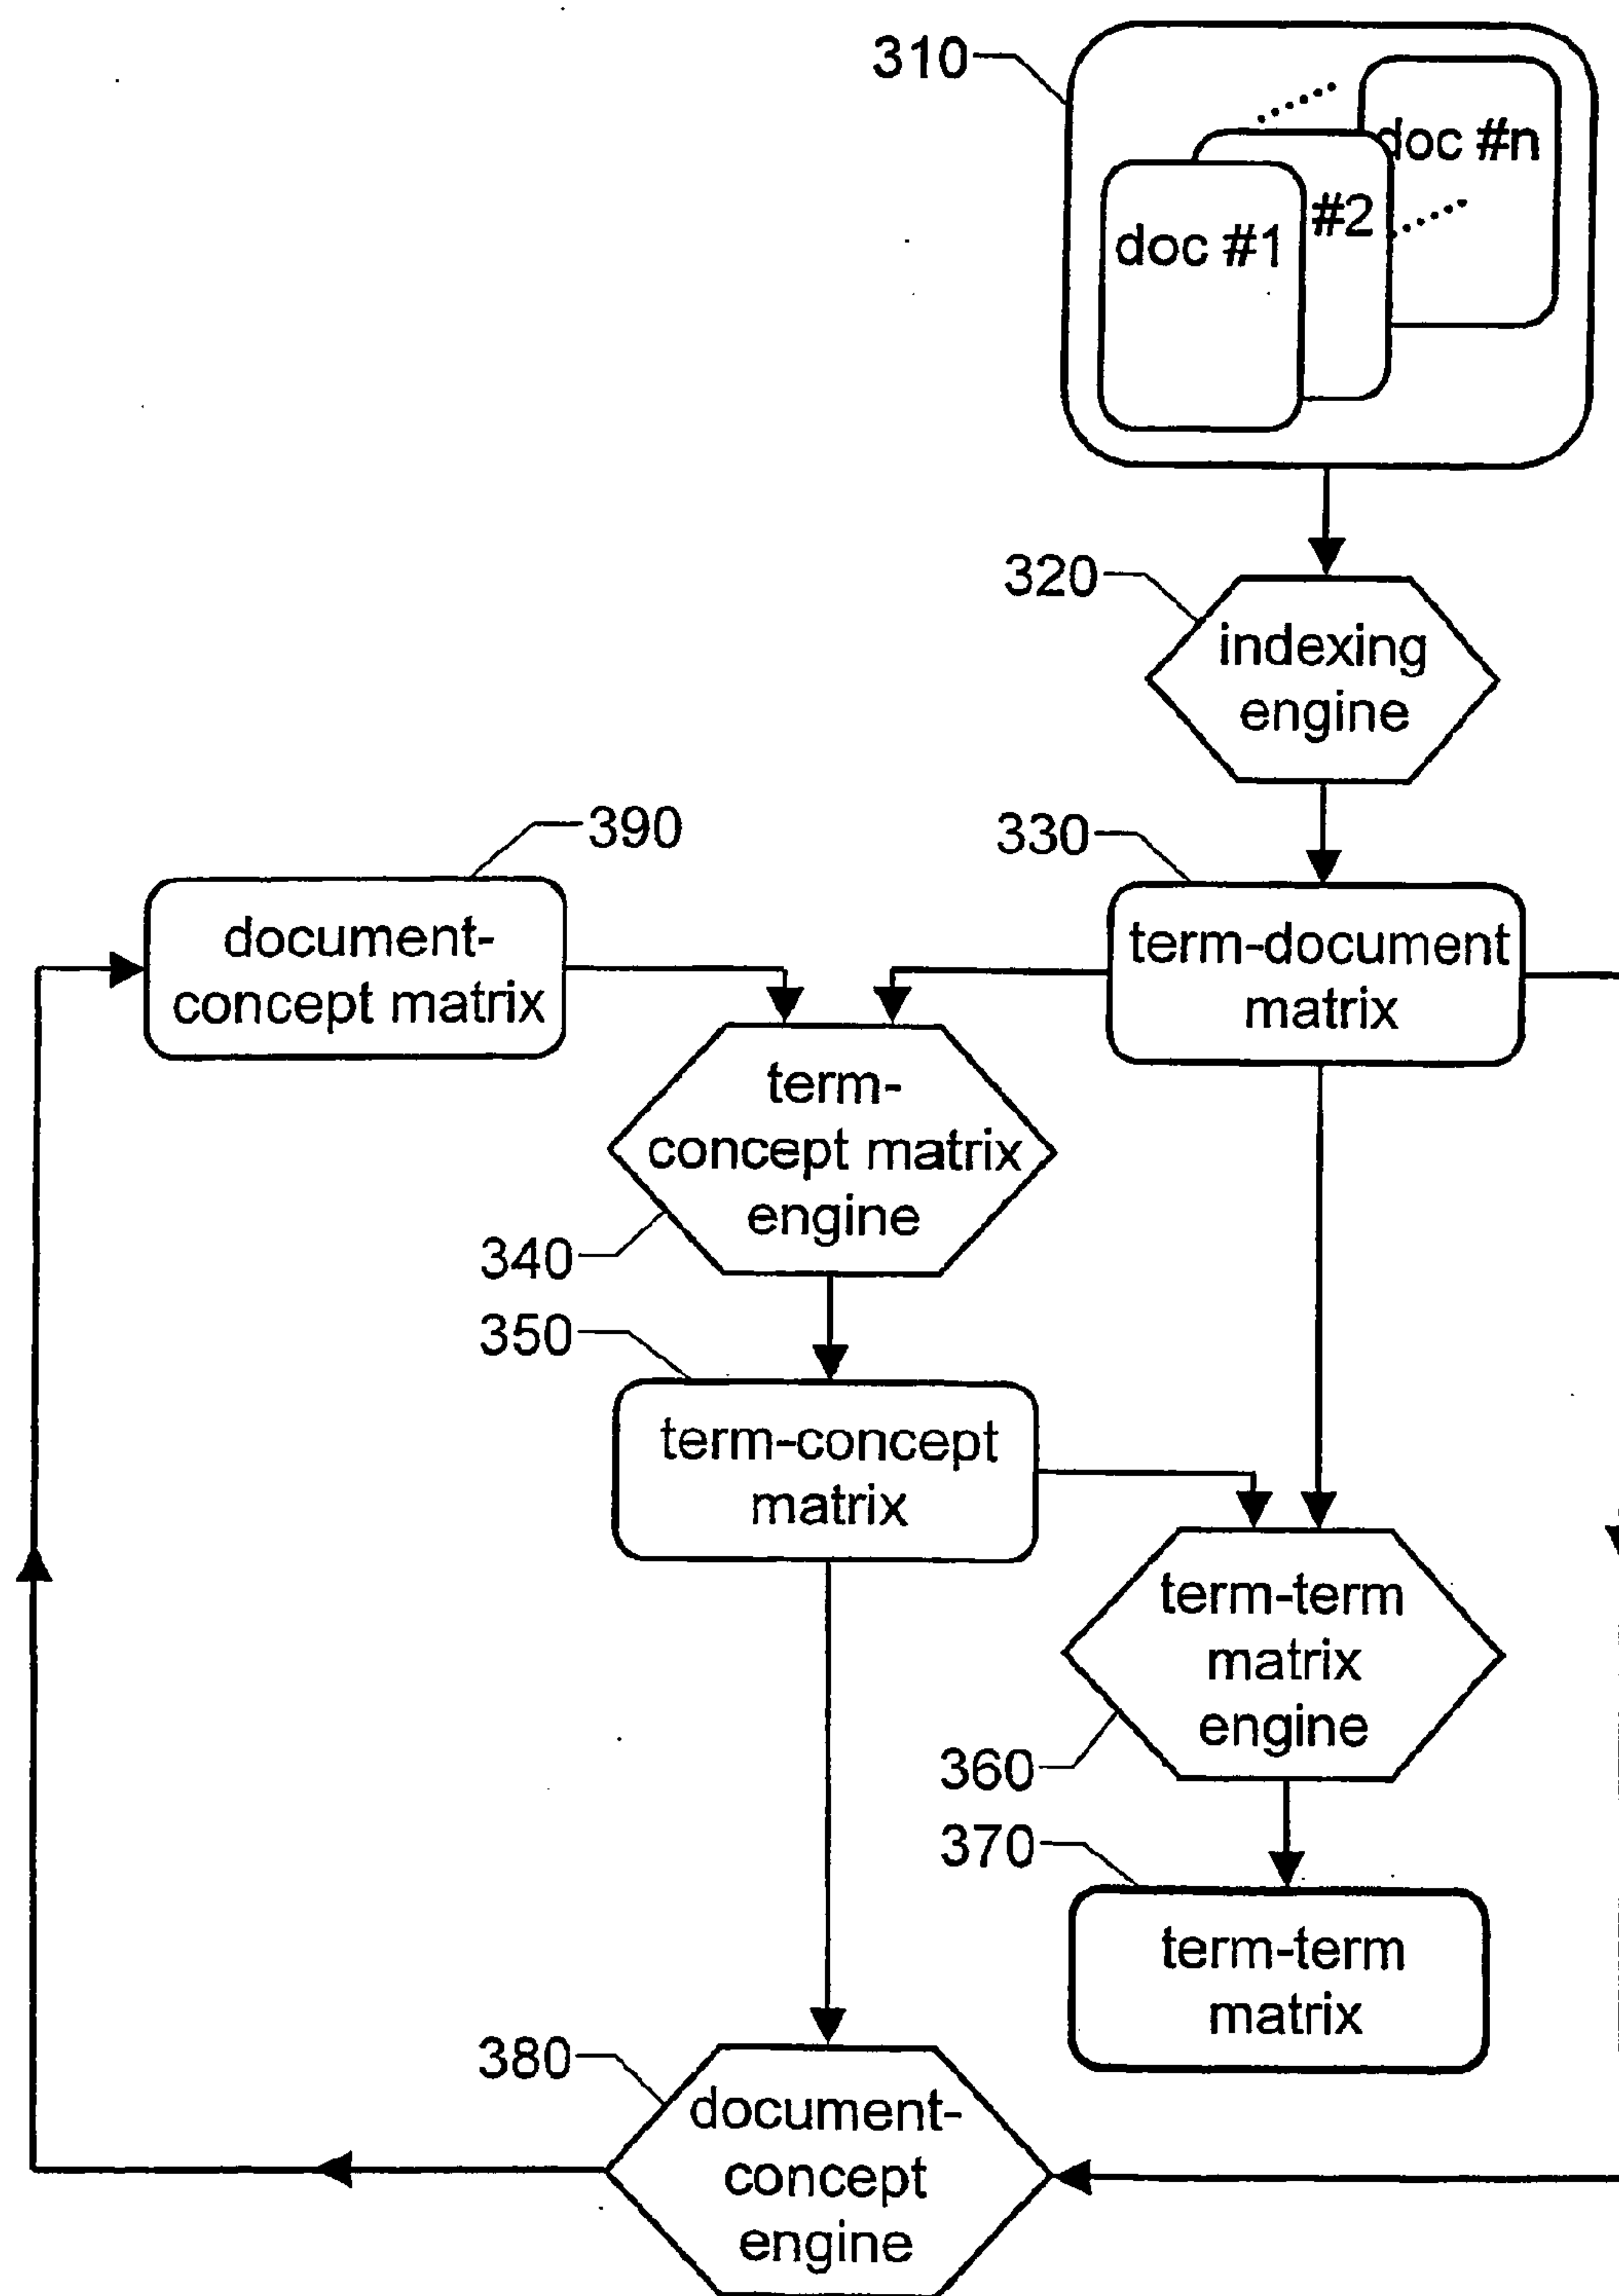 310
doc #n
#2
doc #1
320
indexing
engine
390
330
document-
concept matrix
term-document
matrix
term-
concept matrix
engine
340
350
term-concept
matrix
term-term
matrix
engine
360
370
term-term
matrix
380
document-
concept
engine